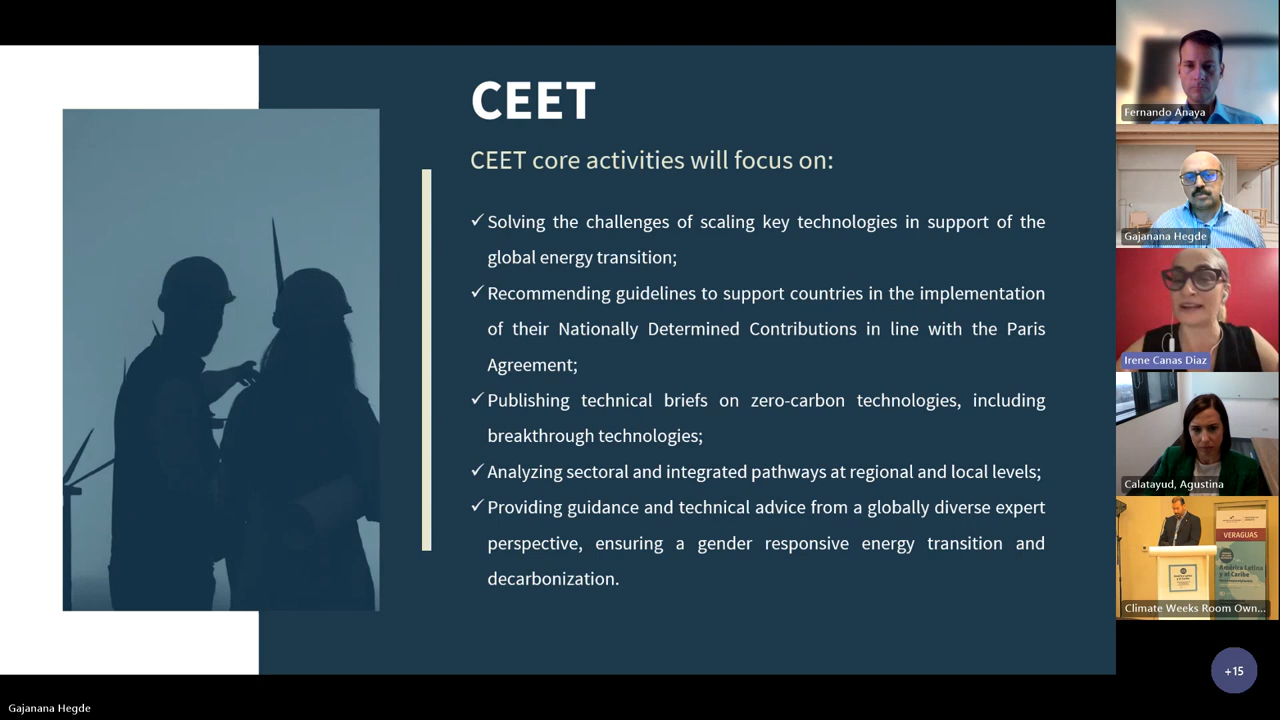 CEET
CEET core activities will focus on:
✓ Solving the challenges of scaling key technologies in support of the
global energy transition;
✓ Recommending guidelines to support countries in the implementation
of their Nationally Determined Contributions in line with the Paris
Agreement;
✓ Publishing technical briefs on zero-carbon technologies, including
breakthrough technologies;
✓ Analyzing sectoral and integrated pathways at regional and local levels;
✓ Providing guidance and technical advice from a globally diverse expert
perspective, ensuring a gender responsive energy transition and
decarbonization.
Fernando Anaya
Gajanana Hegde
Irene Canas Diaz
Calatayud, Agustina
VERAGUAS
América Latina
y el Caribe
Climate Weeks Room Own...
+15
Gajanana Hegde